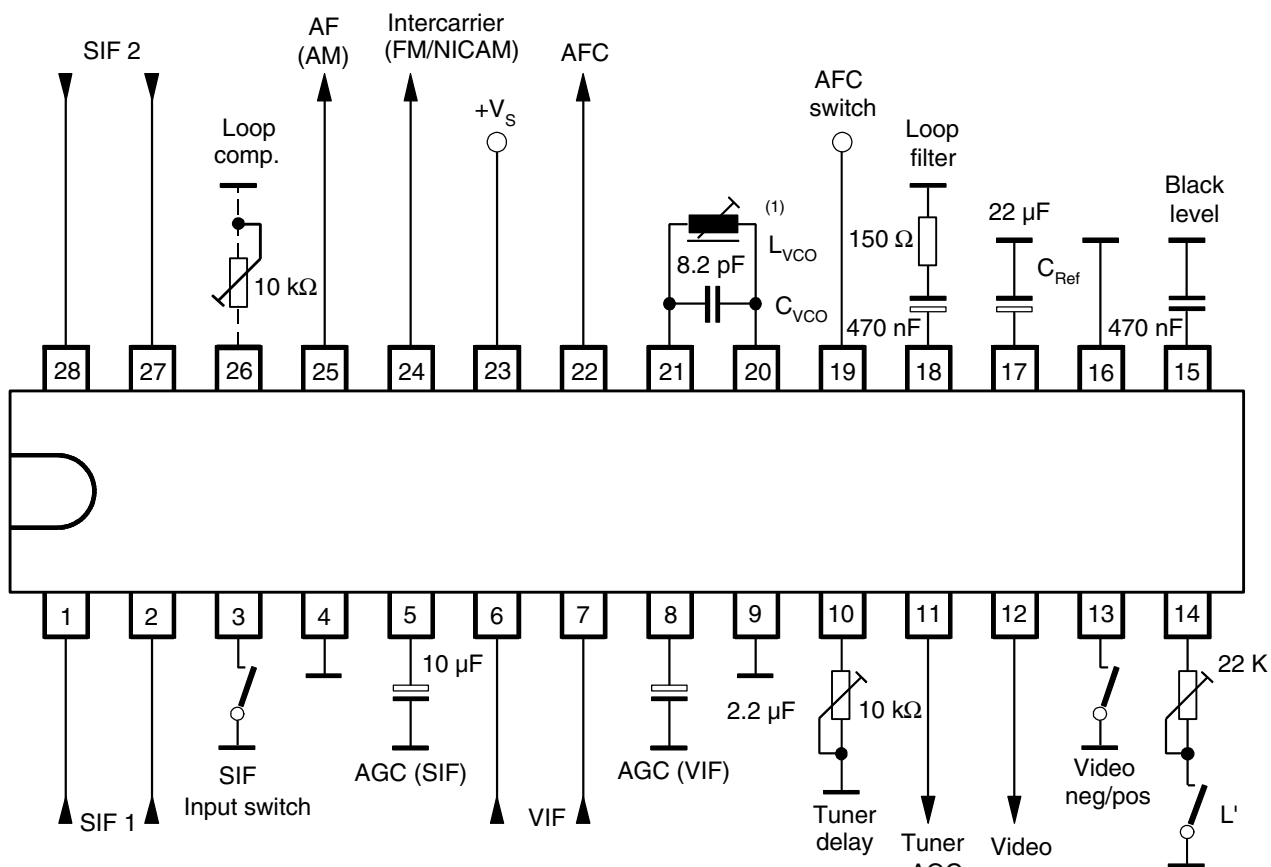 SIF 2
AF
(AM)
Intercarrier
(FM/NICAM)
AFC
+V_S
Loop
comp.
10 kΩ
(1)
L_VCO
8.2 pF
C_VCO
AFC
switch
Loop
filter
150 Ω
470 nF
22 µF
C_Ref
Black
level
470 nF
28 27 26 25 24 23 22 21 20 19 18 17 16 15
1 2 3 4 5 6 7 8 9 10 11 12 13 14
SIF 1
SIF
Input switch
10 µF
AGC (SIF)
VIF
AGC (VIF)
2.2 µF
10 kΩ
Tuner
delay
Tuner
Video
Video
neg/pos
22 K
L'